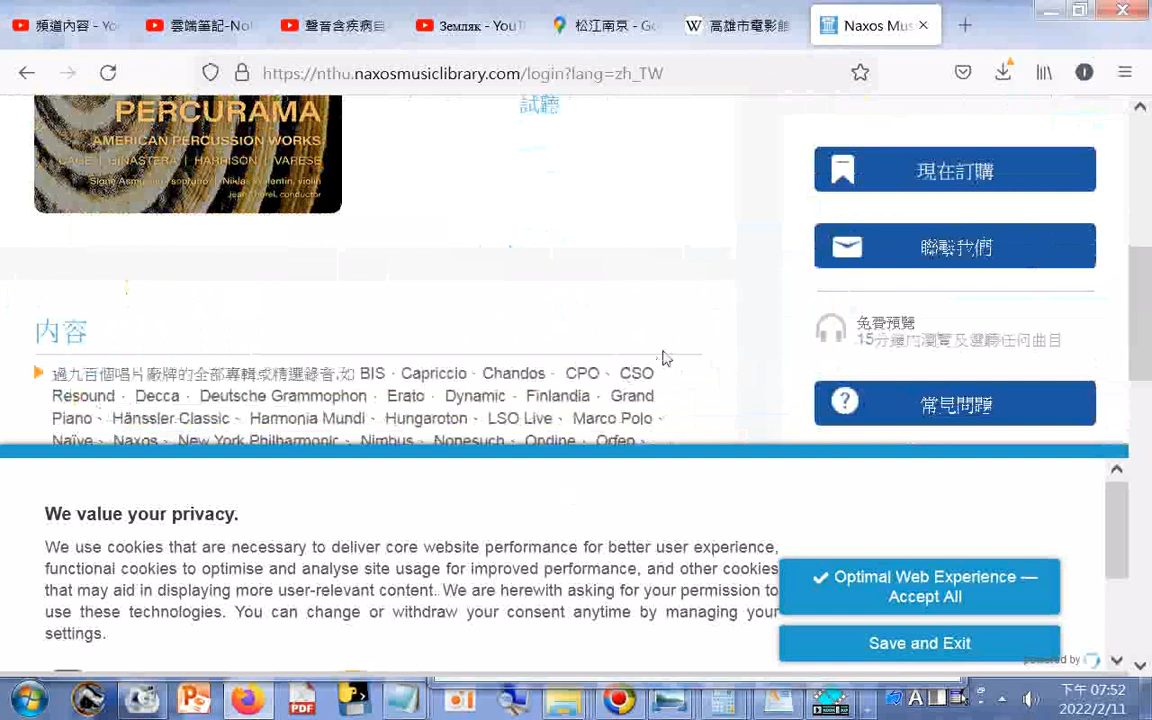 頻道內容 - Yo
雲端筆記-No
聲音含疾病自
Земляк - YouTu
松江南京 - Go
高雄市電影館
Naxos Mus
https://nthu.naxosmusiclibrary.com/login?lang=zh_TW
PERCURAMA
AMERICAN PERCUSSION WORKS
CAGE | GINASTERA | HARRISON | VARESE
試聽
現在訂購
聯繫我們
免費預覽
15分鐘內瀏覽及選聽任何曲目
常見問題
內容
過九百個唱片廠牌的全部專輯或精選錄音,如 BIS、Capriccio、Chandos、CPO、CSO
Resound、Decca、Deutsche Grammophon、Erato、Dynamic、Finlandia、Grand
Piano、Hänssler Classic、Harmonia Mundi、Hungaroton、LSO Live、Marco Polo、
Naïve、Naxos、New York Philharmonic、Nimbus、Nonesuch、Ondine、Orfeo、
We value your privacy.
We use cookies that are necessary to deliver core website performance for better user experience,
functional cookies to optimise and analyse site usage for improved performance, and other cookies
that may aid in displaying more user-relevant content. We are herewith asking for your permission to
use these technologies. You can change or withdraw your consent anytime by managing your
settings.
Optimal Web Experience —
Accept All
Save and Exit
powered by
PDF
下午 07:52
2022/2/11